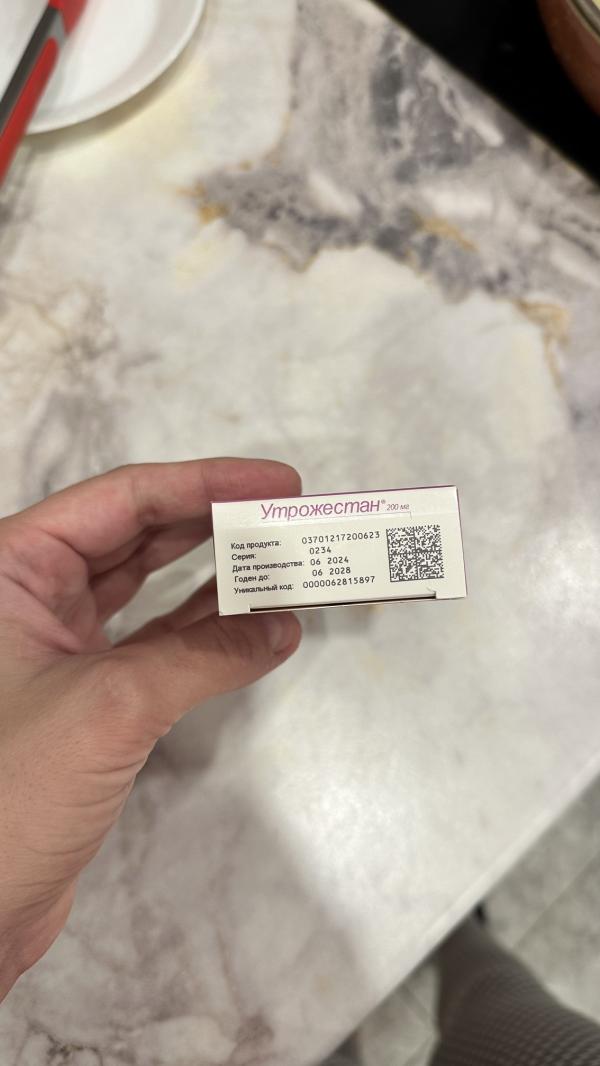 Утрожестан® 200 мг
Код продукта: 03701217200623
Серия: 0234
Дата производства: 06 2024
Годен до: 06 2028
Уникальный код: 0000062815897